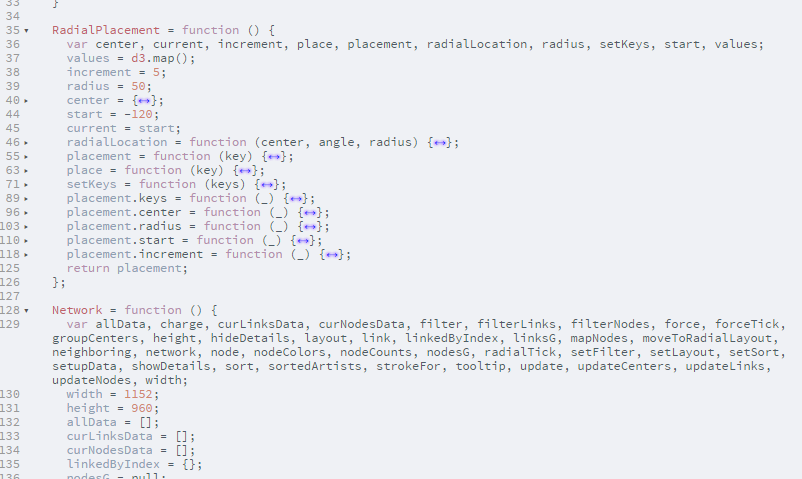 33 }
34
35 RadialPlacement = function () {
36 var center, current, increment, place, placement, radialLocation, radius, setKeys, start, values;
37 values = d3.map();
38 increment = 5;
39 radius = 50;
40 center = {↔};
44 start = -120;
45 current = start;
46 radialLocation = function (center, angle, radius) {↔};
55 placement = function (key) {↔};
63 place = function (key) {↔};
71 setKeys = function (keys) {↔};
89 placement.keys = function (_) {↔};
96 placement.center = function (_) {↔};
103 placement.radius = function (_) {↔};
110 placement.start = function (_) {↔};
118 placement.increment = function (_) {↔};
125 return placement;
126 };
127
128 Network = function () {
129 var allData, charge, curLinksData, curNodesData, filter, filterLinks, filterNodes, force, forceTick,
groupCenters, height, hideDetails, layout, link, linkedByIndex, linksG, mapNodes, moveToRadialLayout,
neighboring, network, node, nodeColors, nodeCounts, nodesG, radialTick, setFilter, setLayout, setSort,
setupData, showDetails, sort, sortedArtists, strokeFor, tooltip, update, updateCenters, updateLinks,
updateNodes, width;
130 width = 1152;
131 height = 960;
132 allData = [];
133 curLinksData = [];
134 curNodesData = [];
135 linkedByIndex = {};
136 nodesG = null;